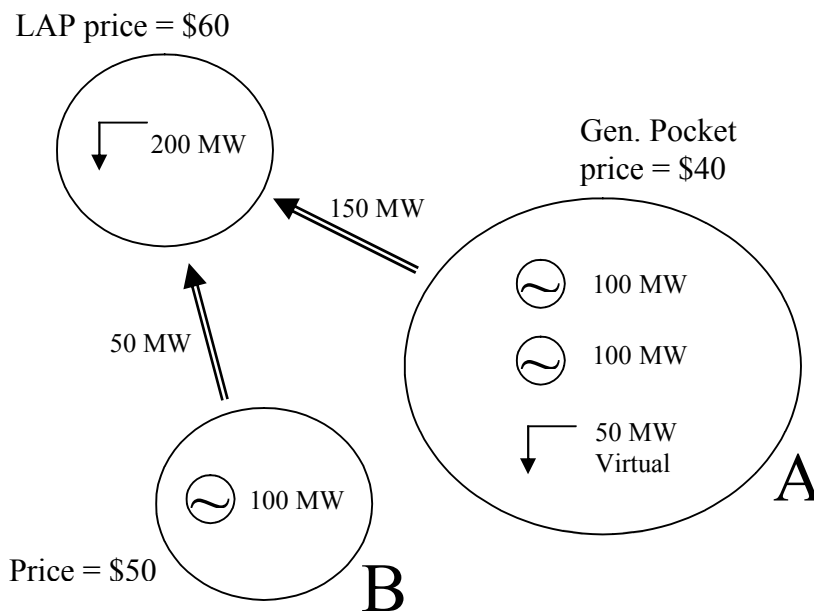 LAP price = $60
200 MW
Gen. Pocket
price = $40
150 MW
100 MW
100 MW
50 MW
50 MW
Virtual
A
100 MW
Price = $50
B